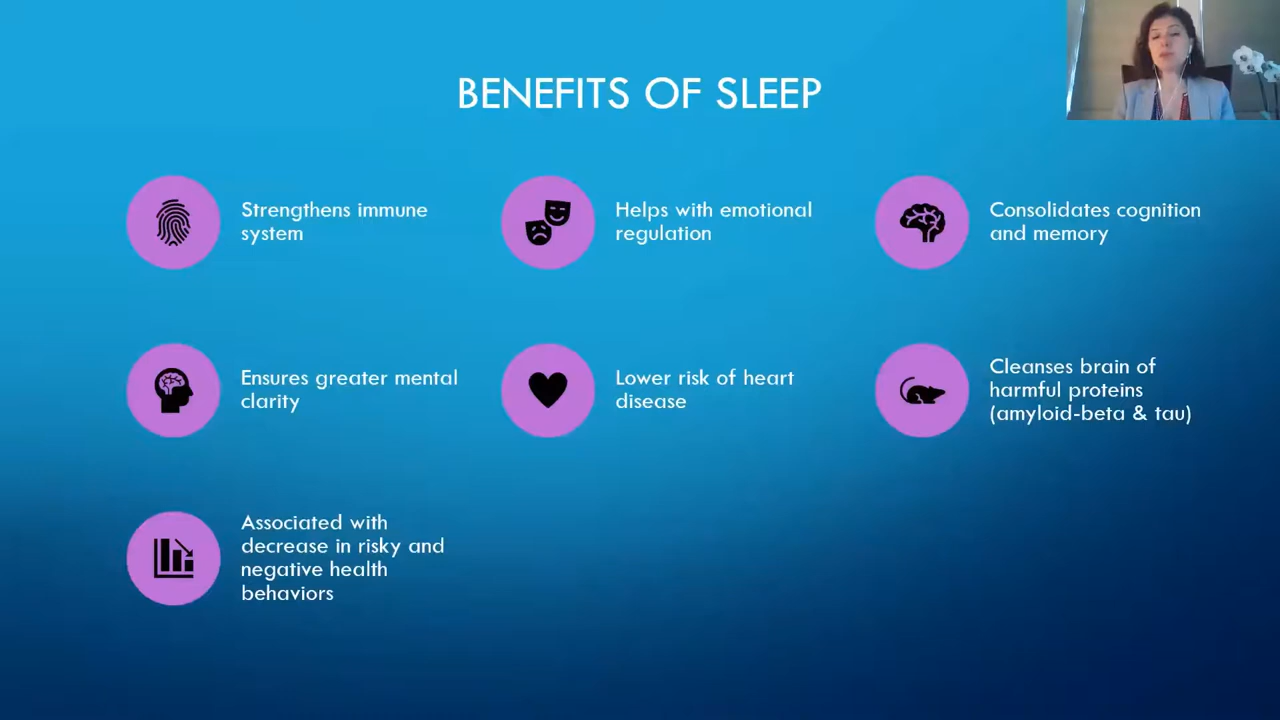 BENEFITS OF SLEEP
Strengthens immune
system
Helps with emotional
regulation
Consolidates cognition
and memory
Ensures greater mental
clarity
Lower risk of heart
disease
Cleanses brain of
harmful proteins
(amyloid-beta & tau)
Associated with
decrease in risky and
negative health
behaviors